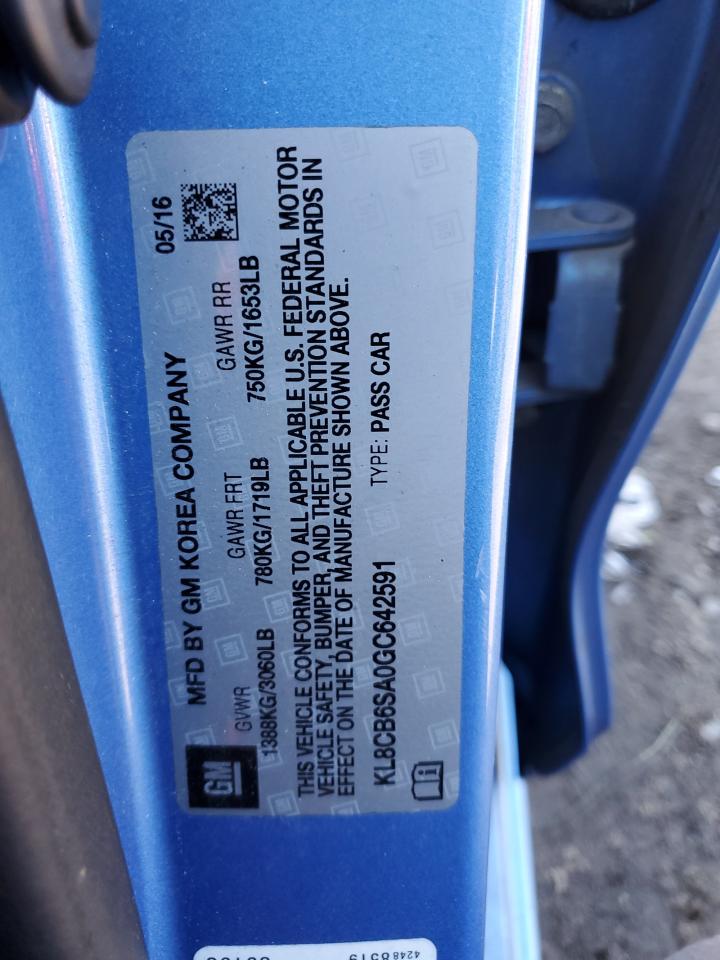 MFD BY GM KOREA COMPANY 05/16
GM
GVWR GAWR FRT GAWR RR
1388KG/3060LB 780KG/1719LB 750KG/1653LB
THIS VEHICLE CONFORMS TO ALL APPLICABLE U.S. FEDERAL MOTOR
VEHICLE SAFETY, BUMPER, AND THEFT PREVENTION STANDARDS IN
EFFECT ON THE DATE OF MANUFACTURE SHOWN ABOVE.
KL8CB6SA0GC642591 TYPE: PASS CAR
42488519